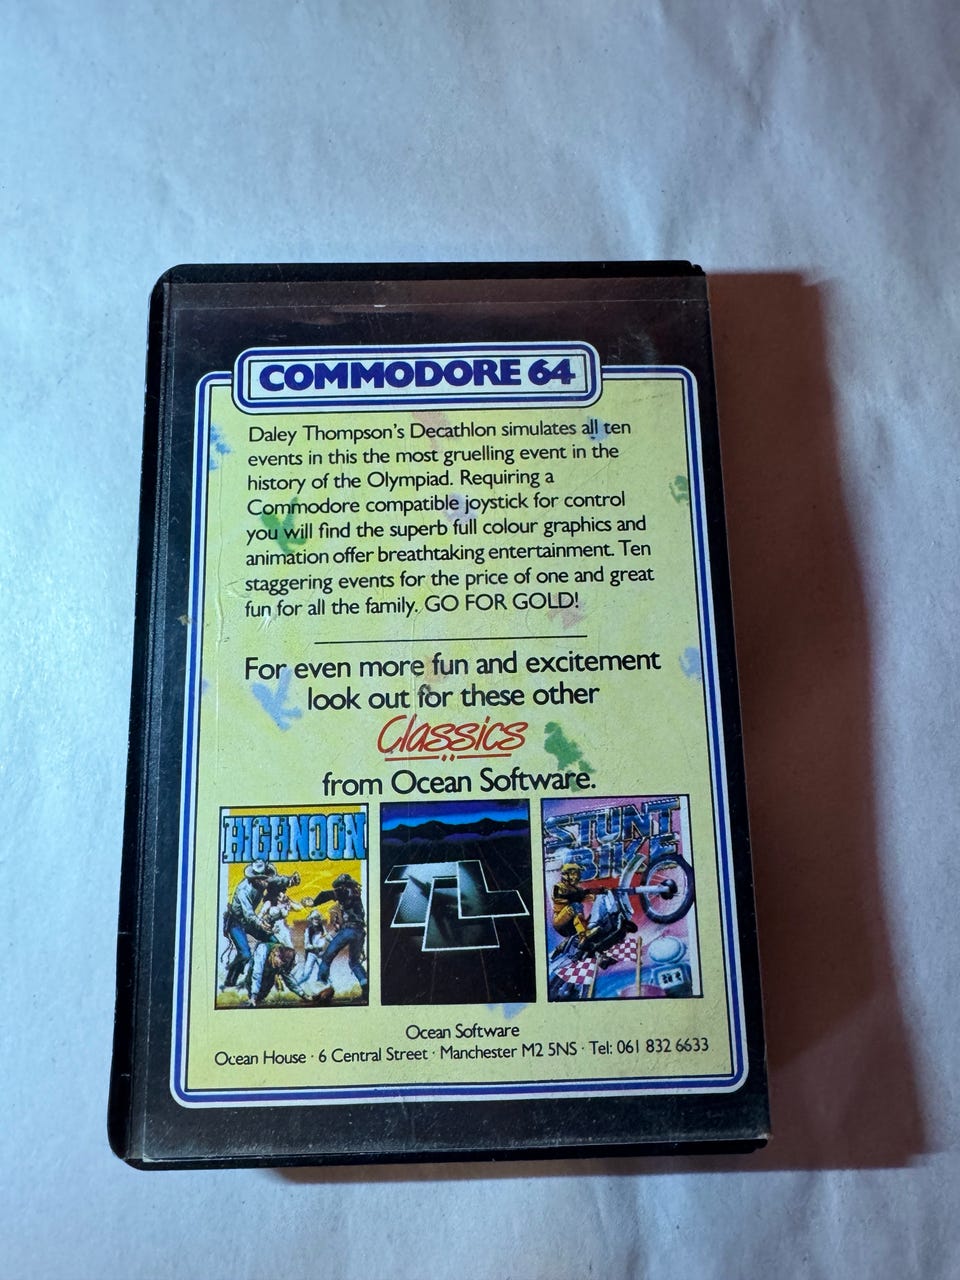 COMMODORE 64
Daley Thompson's Decathlon simulates all ten
events in this the most gruelling event in the
history of the Olympiad. Requiring a
Commodore compatible joystick for control
you will find the superb full colour graphics and
animation offer breathtaking entertainment. Ten
staggering events for the price of one and great
fun for all the family. GO FOR GOLD!
For even more fun and excitement
look out for these other
Classics
from Ocean Software.
HIGHNOON
STUNT
BIKE
Ocean Software
Ocean House · 6 Central Street · Manchester M2 5NS · Tel: 061 832 6633